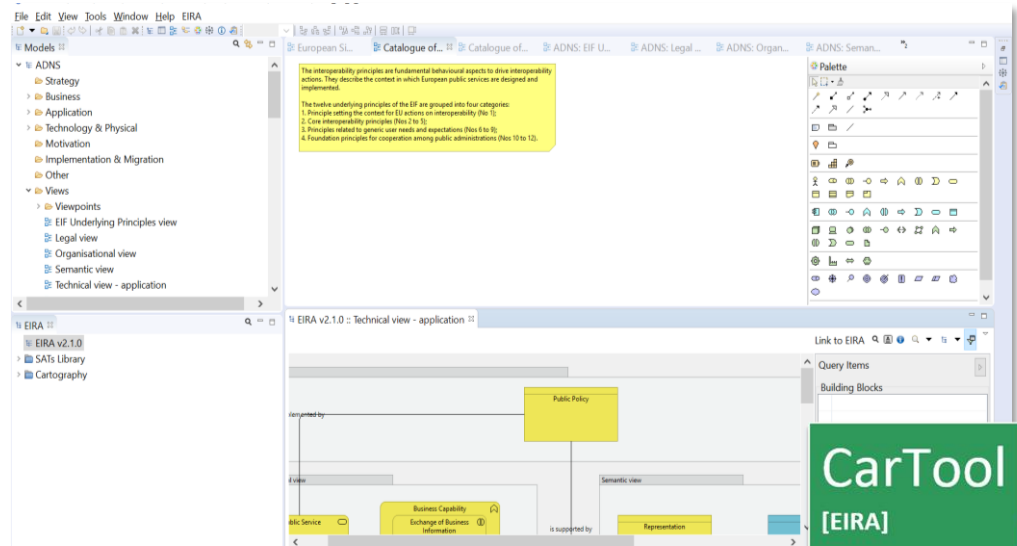 File Edit View Tools Window Help EIRA
Models
ADNS
Strategy
Business
Application
Technology & Physical
Motivation
Implementation & Migration
Other
Views
Viewpoints
EIF Underlying Principles view
Legal view
Organisational view
Semantic view
Technical view - application
European Si...
Catalogue of...
Catalogue of...
ADNS: EIF U...
ADNS: Legal ...
ADNS: Organ...
ADNS: Seman...
The interoperability principles are fundamental behavioural aspects to drive interoperability
actions. They describe the context in which European public services are designed and
implemented.
The twelve underlying principles of the EIF are grouped into four categories:
1. Principle setting the context for EU actions on interoperability (No 1);
2. Core interoperability principles (Nos 2 to 5);
3. Principles related to generic user needs and expectations (Nos 6 to 9);
4. Foundation principles for cooperation among public administrations (Nos 10 to 12).
Palette
EIRA
EIRA v2.1.0
SATs Library
Cartography
EIRA v2.1.0 :: Technical view - application
Link to EIRA
Query Items
Building Blocks
Public Policy
lemented by
l view
Semantic view
Business Capability
Exchange of Business
Information
blic Service
is supported by
Representation
CarTool
[EIRA]